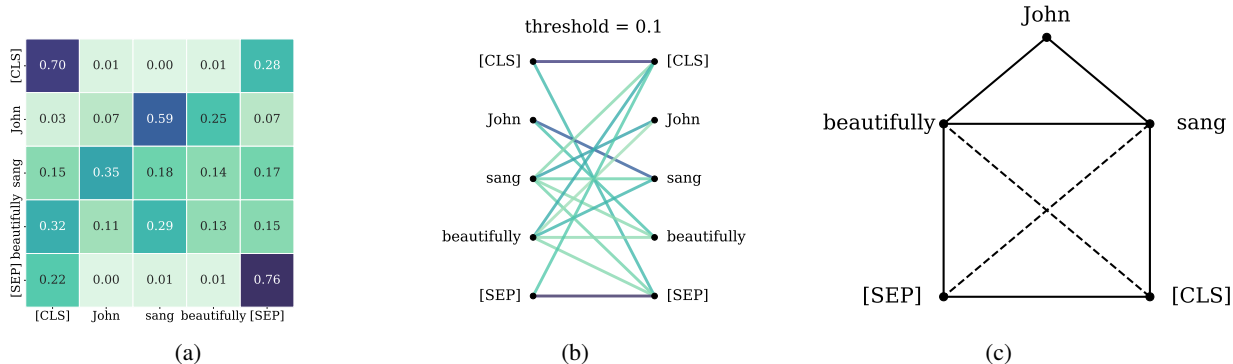 [CLS] 0.70 0.01 0.00 0.01 0.28
John 0.03 0.07 0.59 0.25 0.07
sang 0.15 0.35 0.18 0.14 0.17
beautifully 0.32 0.11 0.29 0.13 0.15
[SEP] 0.22 0.00 0.01 0.01 0.76
[CLS] John sang beautifully [SEP]
(a)
threshold = 0.1
[CLS] [CLS]
John John
sang sang
beautifully beautifully
[SEP] [SEP]
(b)
John
beautifully sang
[SEP] [CLS]
(c)